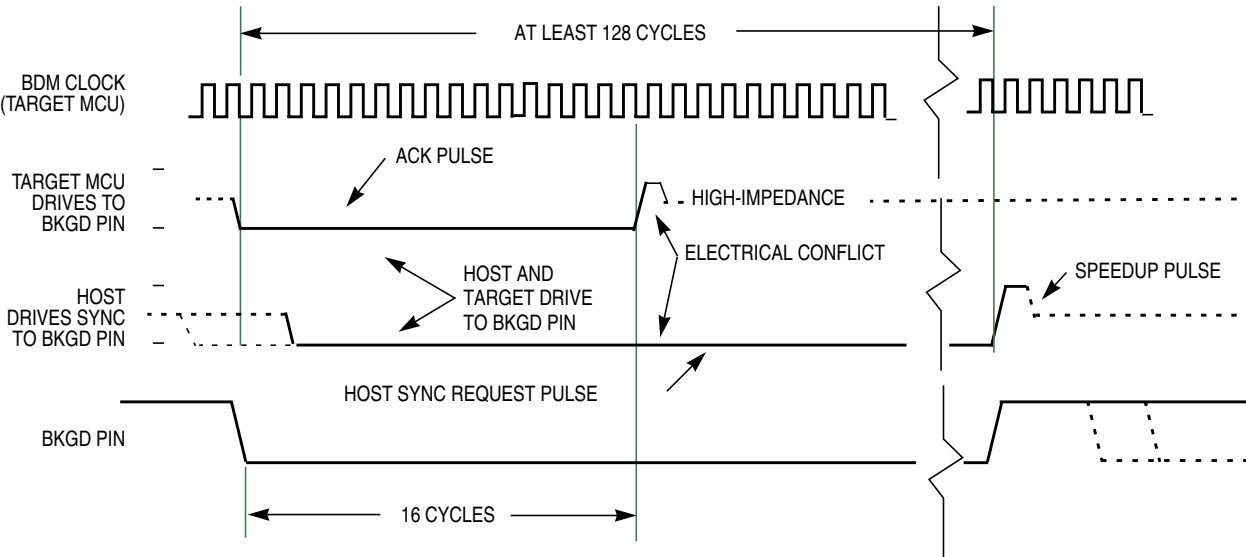 AT LEAST 128 CYCLES
BDM CLOCK
(TARGET MCU)
ACK PULSE
TARGET MCU
DRIVES TO
BKGD PIN
HIGH-IMPEDANCE
ELECTRICAL CONFLICT
HOST AND
TARGET DRIVE
TO BKGD PIN
SPEEDUP PULSE
HOST
DRIVES SYNC
TO BKGD PIN
HOST SYNC REQUEST PULSE
BKGD PIN
16 CYCLES